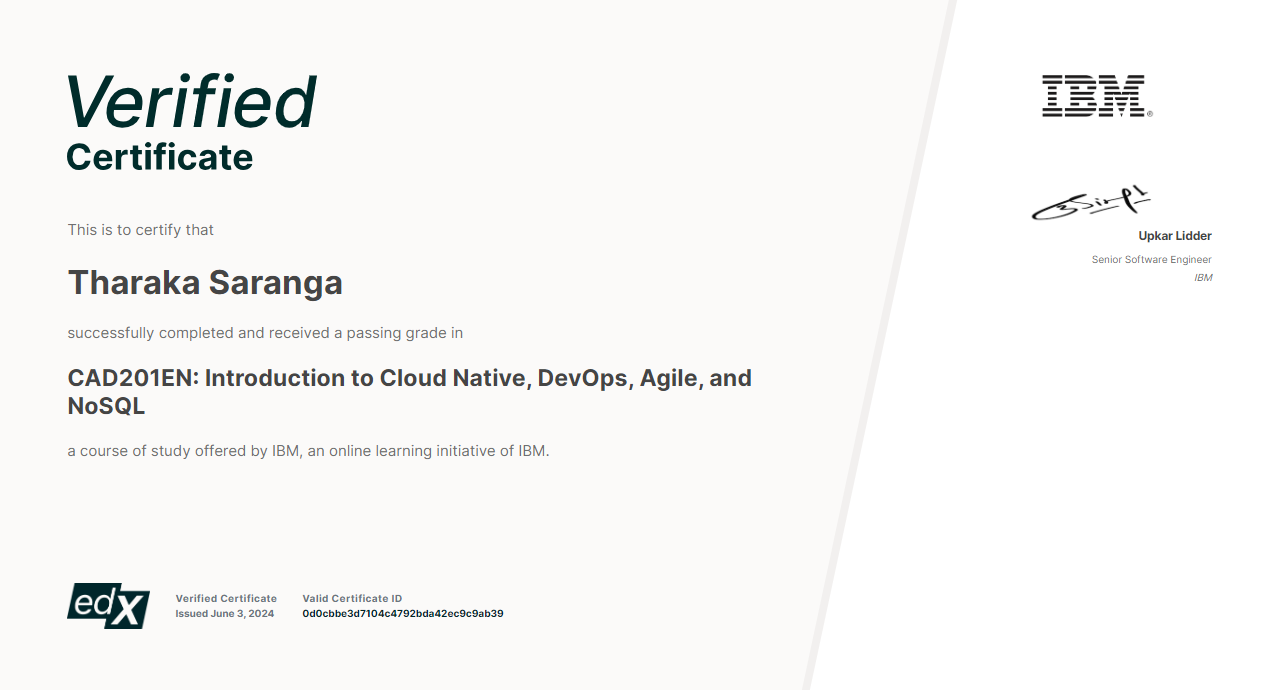 Verified
Certificate
This is to certify that
Tharaka Saranga
successfully completed and received a passing grade in
CAD201EN: Introduction to Cloud Native, DevOps, Agile, and
NoSQL
a course of study offered by IBM, an online learning initiative of IBM.
edX
Verified Certificate
Issued June 3, 2024
Valid Certificate ID
0d0cbbe3d7104c4792bda42ec9c9ab39
IBM®
Upkar Lidder
Senior Software Engineer
IBM